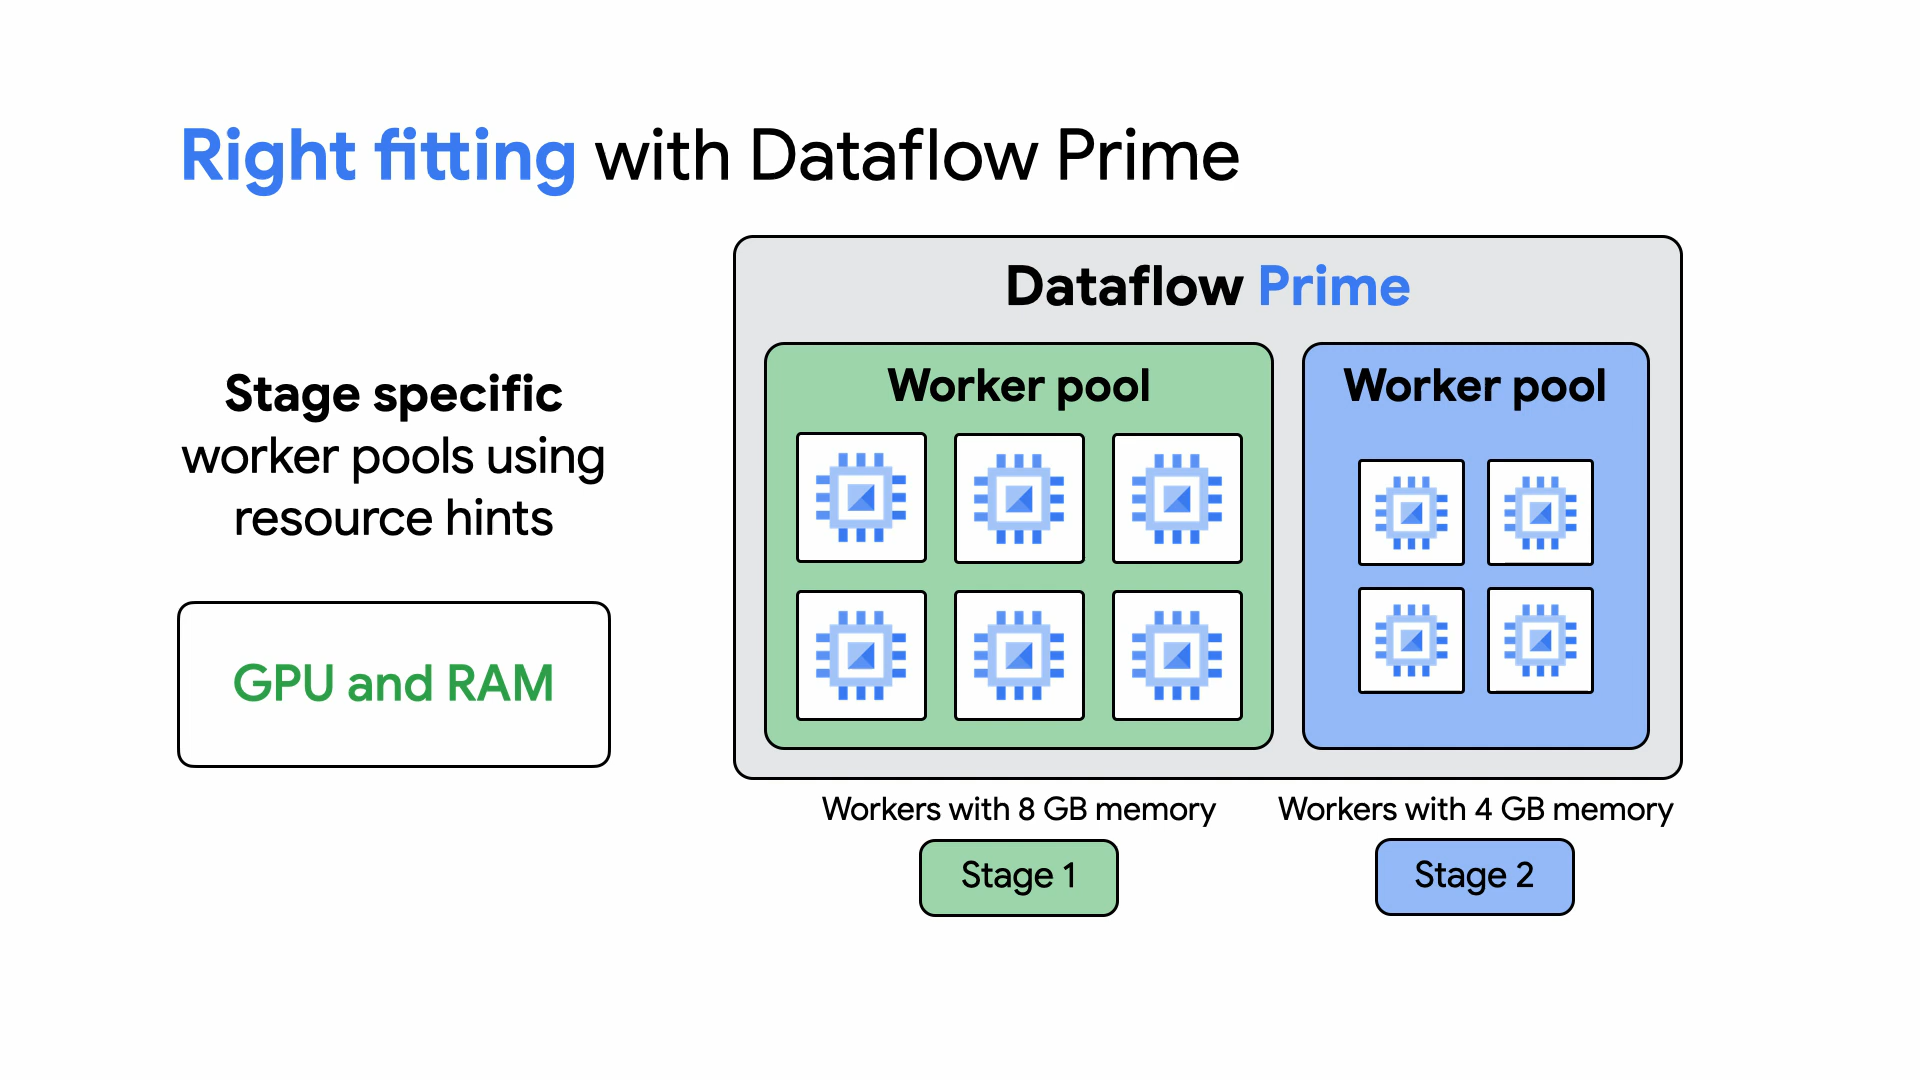 Right fitting with Dataflow Prime
Stage specific
worker pools using
resource hints
GPU and RAM
Dataflow Prime
Worker pool
Worker pool
Workers with 8 GB memory
Workers with 4 GB memory
Stage 1
Stage 2